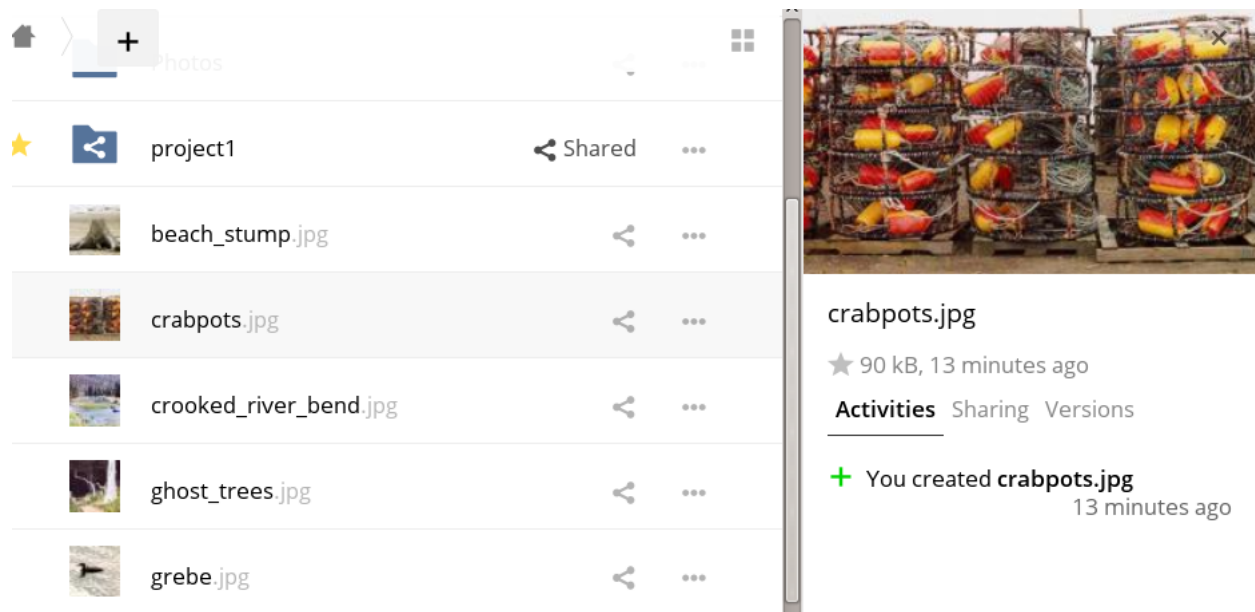 +
Photos
project1 Shared ...
beach_stump.jpg ...
crabpots.jpg ...
crooked_river_bend.jpg ...
ghost_trees.jpg ...
grebe.jpg ...
crabpots.jpg
90 kB, 13 minutes ago
Activities Sharing Versions
You created crabpots.jpg
13 minutes ago